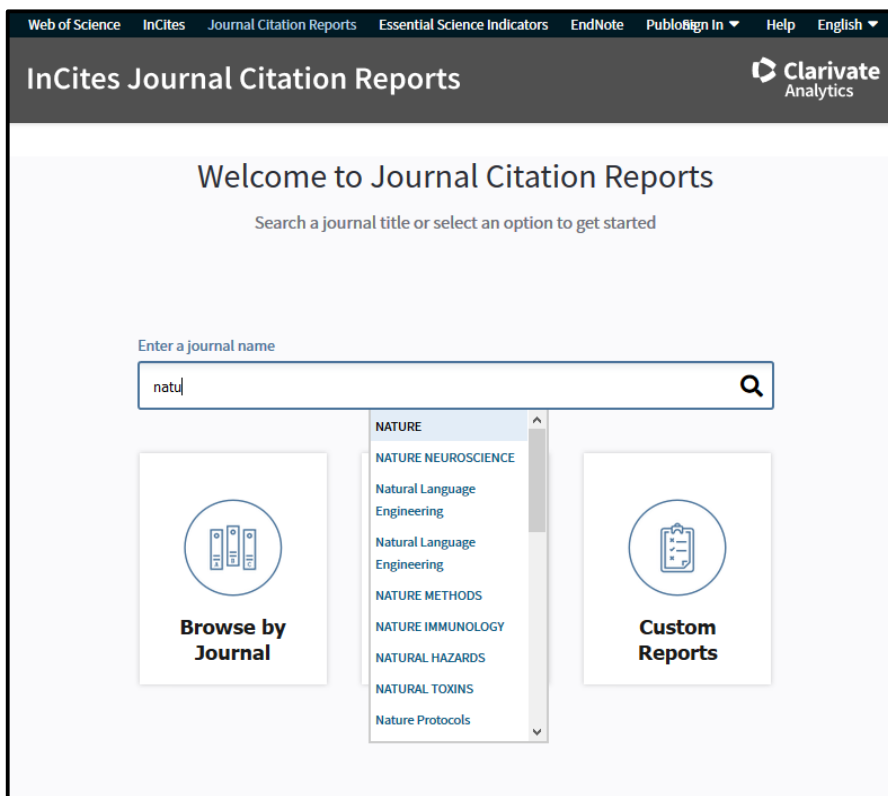 Web of Science InCites Journal Citation Reports Essential Science Indicators EndNote Publons Sign In Help English
InCites Journal Citation Reports
Clarivate
Analytics
Welcome to Journal Citation Reports
Search a journal title or select an option to get started
Enter a journal name
natu
NATURE
NATURE NEUROSCIENCE
Natural Language
Engineering
Natural Language
Engineering
NATURE METHODS
NATURE IMMUNOLOGY
NATURAL HAZARDS
NATURAL TOXINS
Nature Protocols
A B C
Browse by
Journal
Custom
Reports